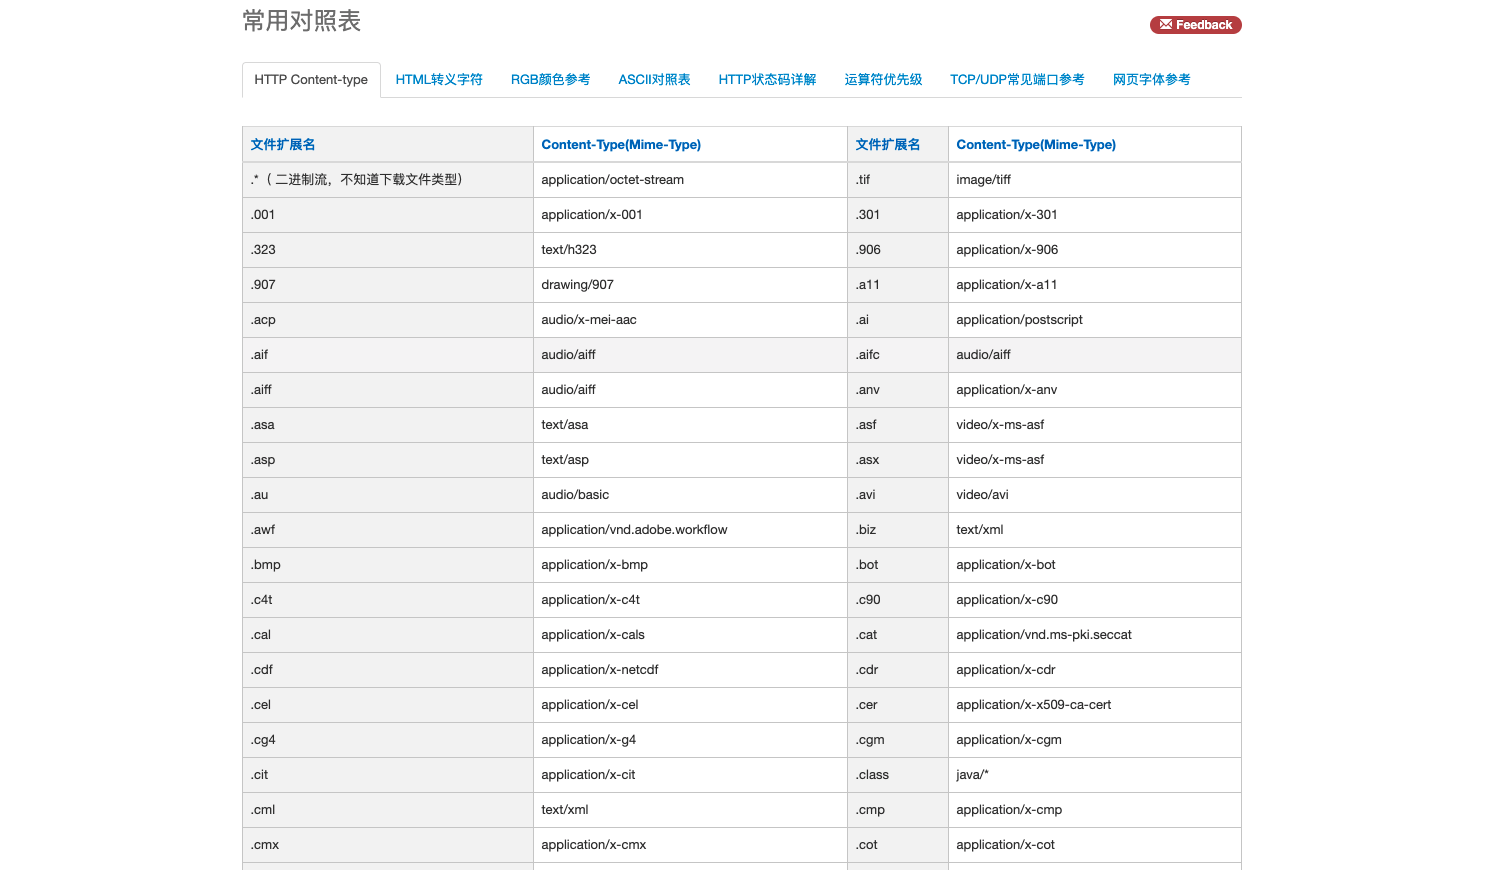 常用对照表
Feedback
HTTP Content-type HTML转义字符 RGB颜色参考 ASCII对照表 HTTP状态码详解 运算符优先级 TCP/UDP常见端口参考 网页字体参考
文件扩展名 Content-Type(Mime-Type) 文件扩展名 Content-Type(Mime-Type)
.*（ 二进制流，不知道下载文件类型） application/octet-stream .tif image/tiff
.001 application/x-001 .301 application/x-301
.323 text/h323 .906 application/x-906
.907 drawing/907 .a11 application/x-a11
.acp audio/x-mei-aac .ai application/postscript
.aif audio/aiff .aifc audio/aiff
.aiff audio/aiff .anv application/x-anv
.asa text/asa .asf video/x-ms-asf
.asp text/asp .asx video/x-ms-asf
.au audio/basic .avi video/avi
.awf application/vnd.adobe.workflow .biz text/xml
.bmp application/x-bmp .bot application/x-bot
.c4t application/x-c4t .c90 application/x-c90
.cal application/x-cals .cat application/vnd.ms-pki.seccat
.cdf application/x-netcdf .cdr application/x-cdr
.cel application/x-cel .cer application/x-x509-ca-cert
.cg4 application/x-g4 .cgm application/x-cgm
.cit application/x-cit .class java/*
.cml text/xml .cmp application/x-cmp
.cmx application/x-cmx .cot application/x-cot